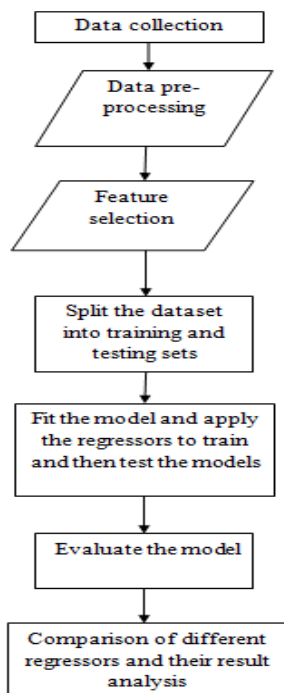 Data collection
Data pre-
processing
Feature
selection
Split the dataset
into training and
testing sets
Fit the model and apply
the regressors to train
and then test the models
Evaluate the model
Comparison of different
regressors and their result
analysis